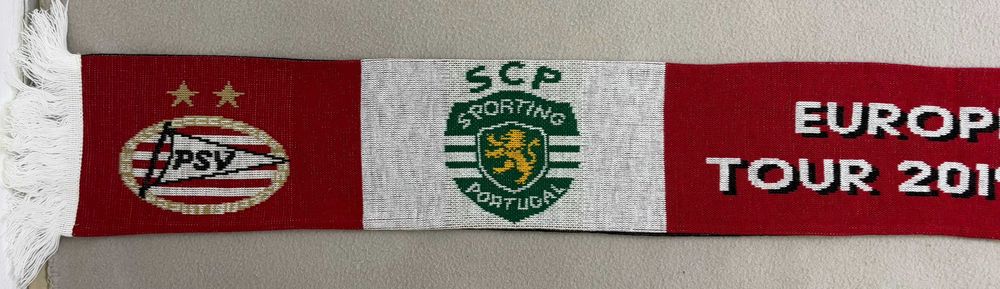 PSV
SCP
SPORTING
PORTUGAL
EUROP
TOUR 201